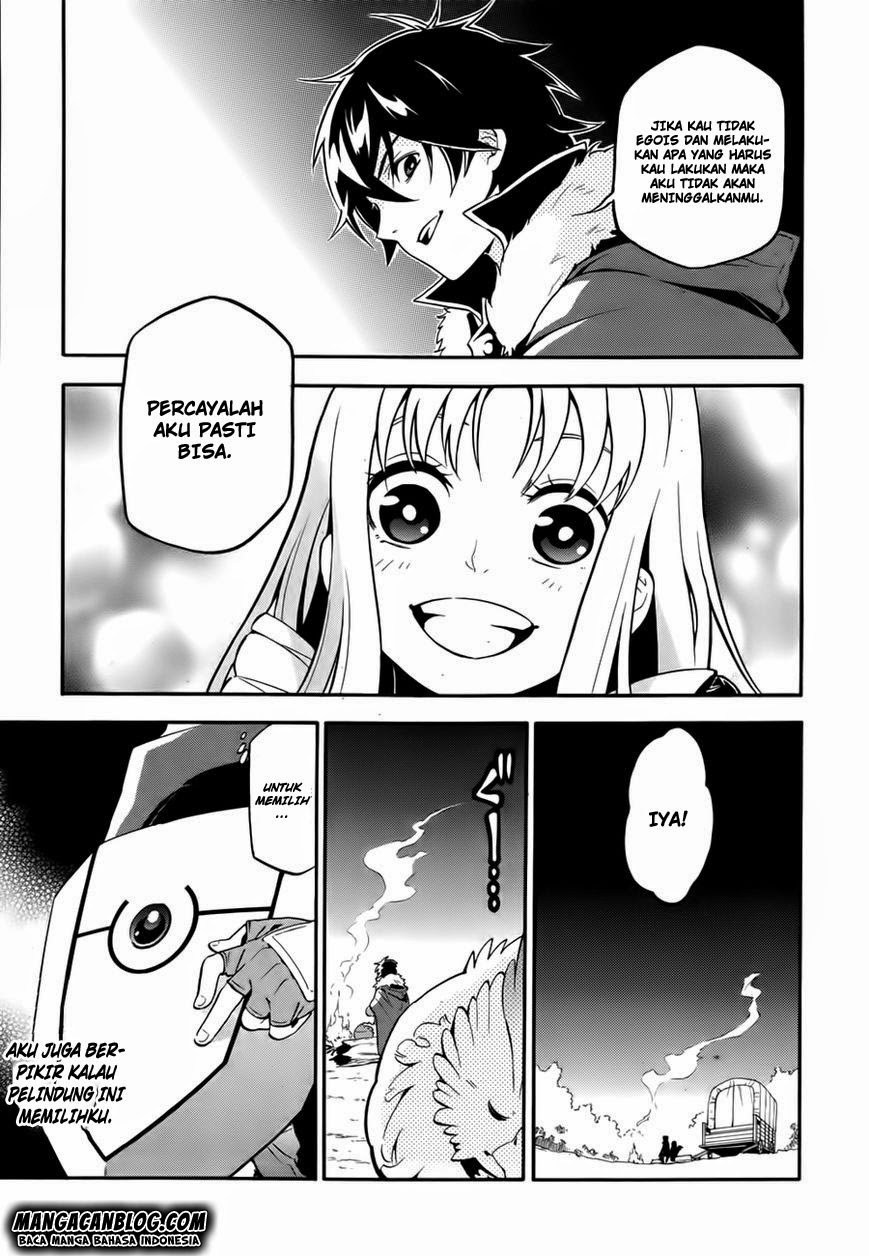 JIKA KAU TIDAK
EGOIS DAN MELAKU-
KAN APA YANG HARUS
KAU LAKUKAN MAKA
AKU TIDAK AKAN
MENINGGALKANMU.
PERCAYALAH
AKU PASTI
BISA.
IYA!
グー...
UNTUK
MEMILIH
...
AKU JUGA BER-
PIKIR KALAU
PELINDUNG INI
MEMILIHKU.
MANGACANBLOG.COM
BACA MANGA BAHASA INDONESIA